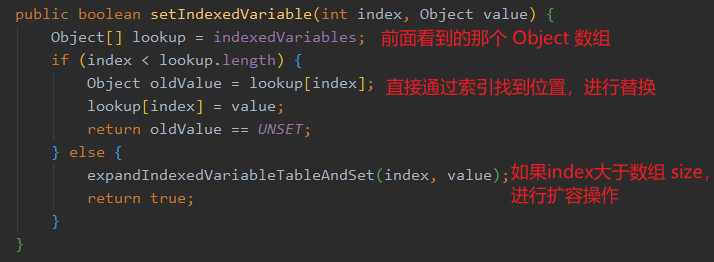 public boolean setIndexedVariable(int index, Object value) {
Object[] lookup = indexedVariables; 前面看到的那个 Object 数组
if (index < lookup.length) {
Object oldValue = lookup[index]; 直接通过索引找到位置，进行替换
lookup[index] = value;
return oldValue == UNSET;
} else {
expandIndexedVariableTableAndSet(index, value); 如果index大于数组 size，
return true; 进行扩容操作
}
}